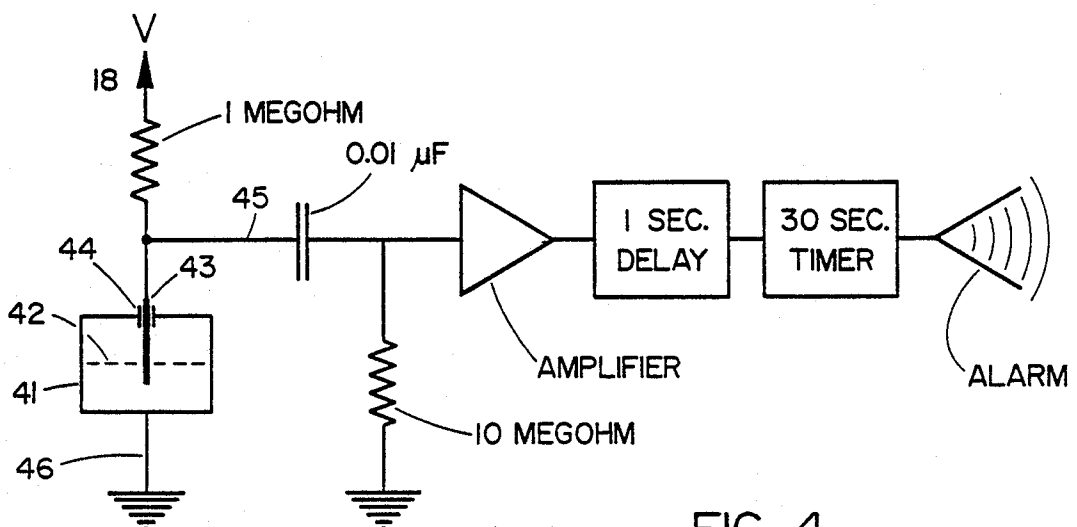 V
18
1 MEGOHM
0.01 μF
45
44
43
42
41
46
1 SEC.
DELAY
30 SEC.
TIMER
AMPLIFIER
ALARM
10 MEGOHM
FIG. 4